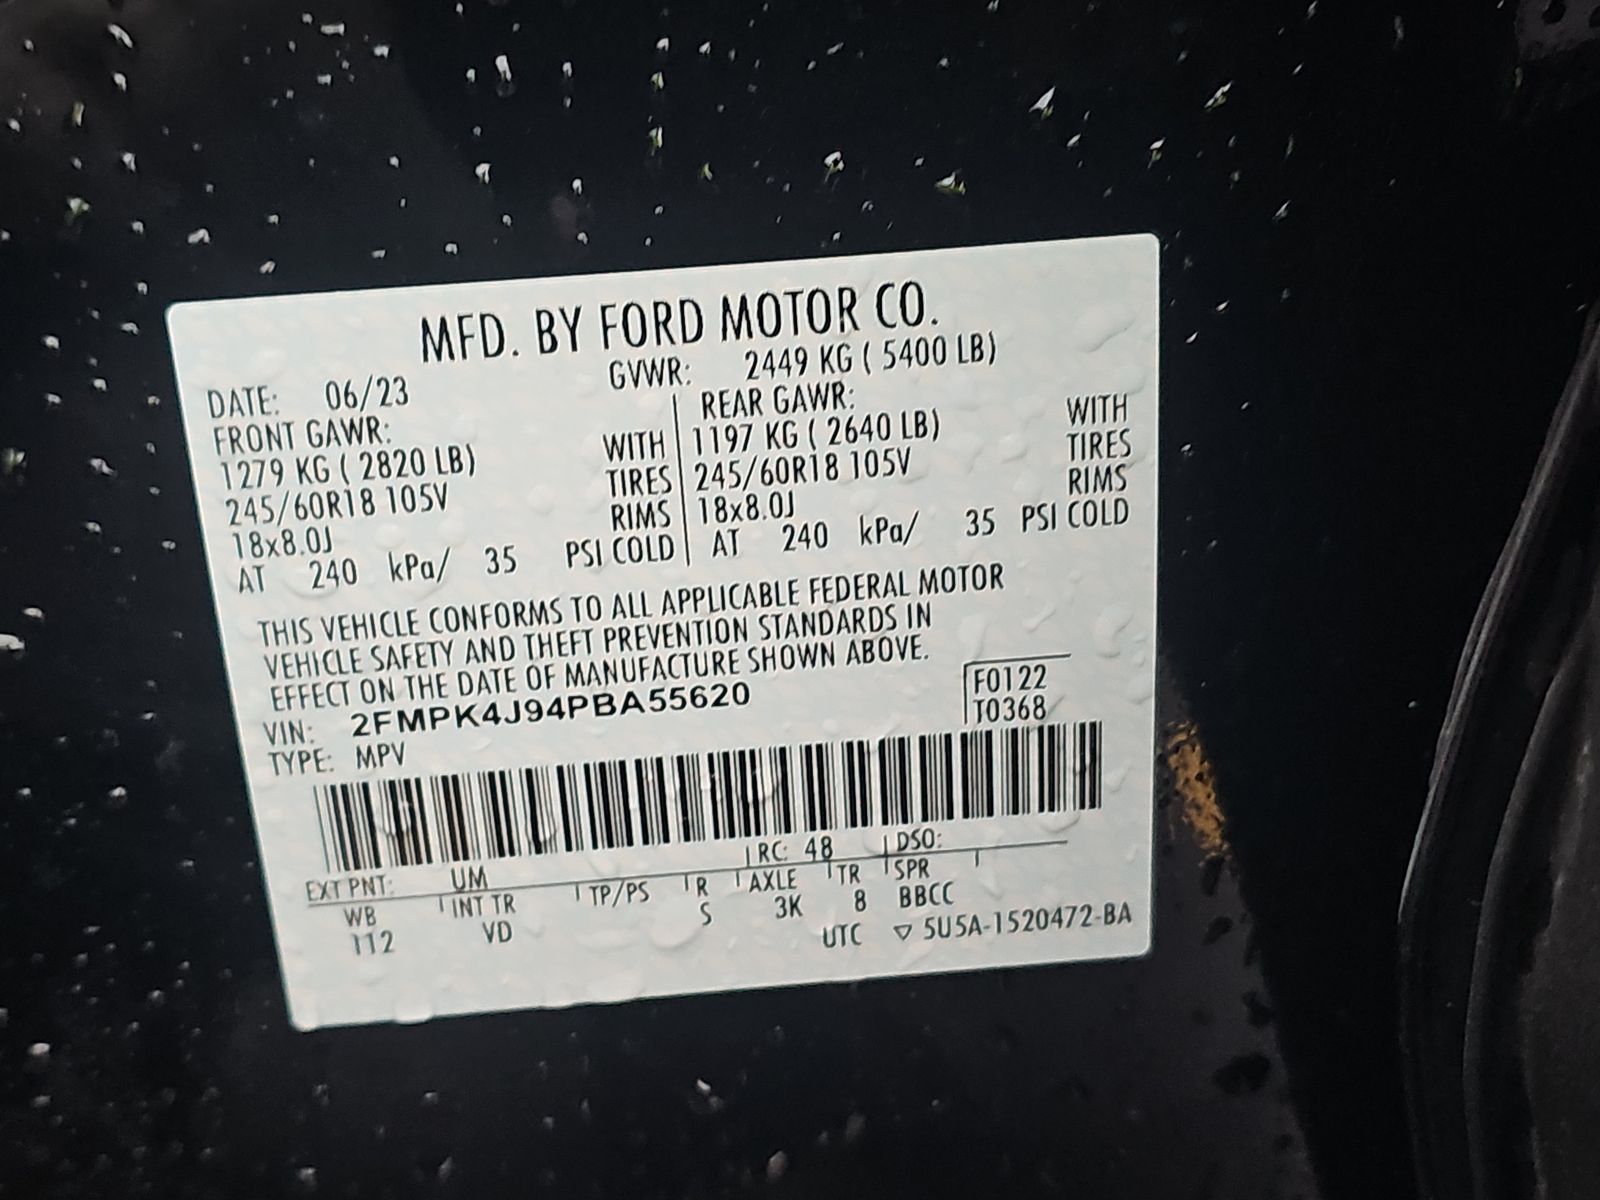 MFD. BY FORD MOTOR CO.
DATE: 06/23
GVWR: 2449 KG ( 5400 LB)
FRONT GAWR:
1279 KG ( 2820 LB) WITH
245/60R18 105V TIRES
18x8.0J RIMS
AT 240 kPa/ 35 PSI COLD
REAR GAWR:
1197 KG ( 2640 LB) WITH
245/60R18 105V TIRES
18x8.0J RIMS
AT 240 kPa/ 35 PSI COLD
THIS VEHICLE CONFORMS TO ALL APPLICABLE FEDERAL MOTOR
VEHICLE SAFETY AND THEFT PREVENTION STANDARDS IN
EFFECT ON THE DATE OF MANUFACTURE SHOWN ABOVE.
VIN: 2FMPK4J94PBA55620
TYPE: MPV
F0122
T0368
EXT PNT: UM RC: 48 DSO:
WB INT TR TP/PS R AXLE TR SPR
112 VD S 3K 8 BBCC
UTC ▽ 5U5A-1520472-BA